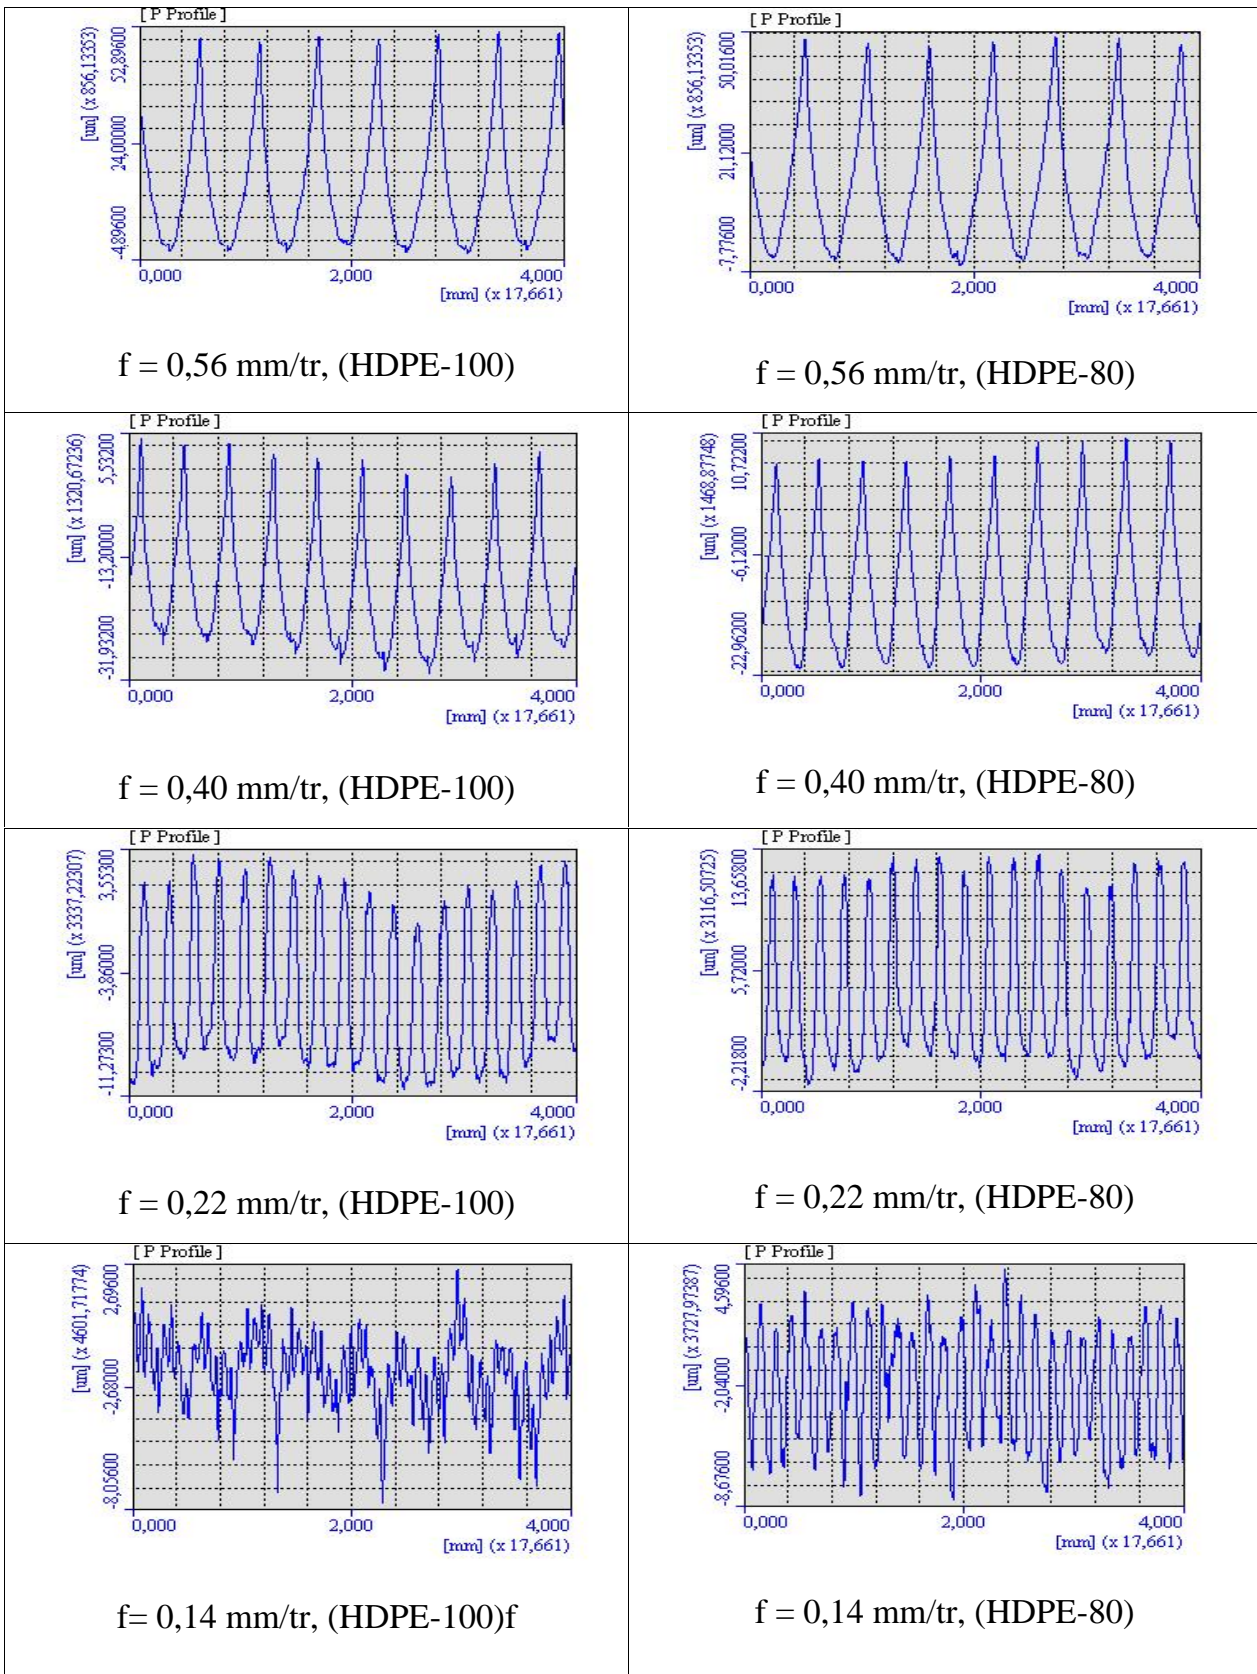 [ P Profile ]
[um] (x 856,13353)
52,89600
24,00000
-4,89600
0,000 2,000 4,000
[mm] (x 17,661)
f = 0,56 mm/tr, (HDPE-100)
[ P Profile ]
[um] (x 856,13353)
50,01600
21,12000
-7,77600
0,000 2,000 4,000
[mm] (x 17,661)
f = 0,56 mm/tr, (HDPE-80)
[ P Profile ]
[um] (x 1320,67236)
5,53200
-13,20000
-31,93200
0,000 2,000 4,000
[mm] (x 17,661)
f = 0,40 mm/tr, (HDPE-100)
[ P Profile ]
[um] (x 1468,87748)
10,72200
-6,12000
-22,96200
0,000 2,000 4,000
[mm] (x 17,661)
f = 0,40 mm/tr, (HDPE-80)
[ P Profile ]
[um] (x 3337,22307)
3,55300
-3,86000
-11,27300
0,000 2,000 4,000
[mm] (x 17,661)
f = 0,22 mm/tr, (HDPE-100)
[ P Profile ]
[um] (x 3116,50725)
13,65800
5,72000
-2,21800
0,000 2,000 4,000
[mm] (x 17,661)
f = 0,22 mm/tr, (HDPE-80)
[ P Profile ]
[um] (x 4601,71774)
2,69600
-2,68000
-8,05600
0,000 2,000 4,000
[mm] (x 17,661)
f= 0,14 mm/tr, (HDPE-100)f
[ P Profile ]
[um] (x 3727,97387)
4,59600
-2,04000
-8,67600
0,000 2,000 4,000
[mm] (x 17,661)
f = 0,14 mm/tr, (HDPE-80)